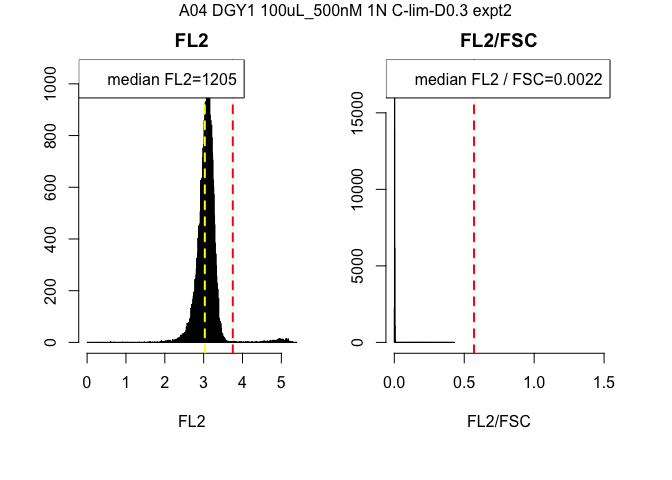 A04 DGY1 100uL_500nM 1N C-lim-D0.3 expt2
FL2
median FL2=1205
0 200 400 600 800 1000
0 1 2 3 4 5
FL2
FL2/FSC
median FL2 / FSC=0.0022
0 5000 10000 15000
0.0 0.5 1.0 1.5
FL2/FSC